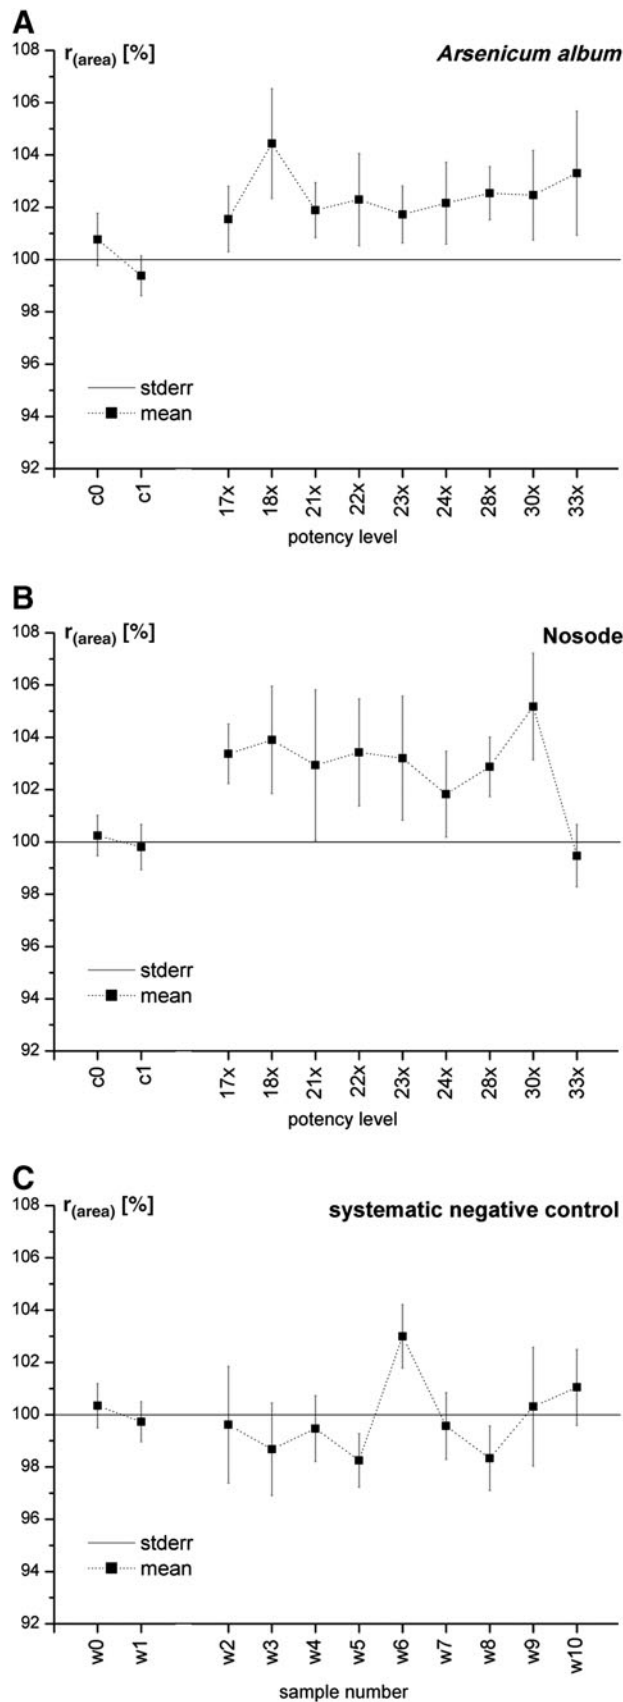 A
r(area) [%]
Arsenicum album
108
106
104
102
100
98
96
94
92
stderr
mean
c0
c1
17x
18x
21x
22x
23x
24x
28x
30x
33x
potency level
B
r(area) [%]
Nosode
108
106
104
102
100
98
96
94
92
stderr
mean
c0
c1
17x
18x
21x
22x
23x
24x
28x
30x
33x
potency level
C
r(area) [%]
systematic negative control
108
106
104
102
100
98
96
94
92
stderr
mean
w0
w1
w2
w3
w4
w5
w6
w7
w8
w9
w10
sample number